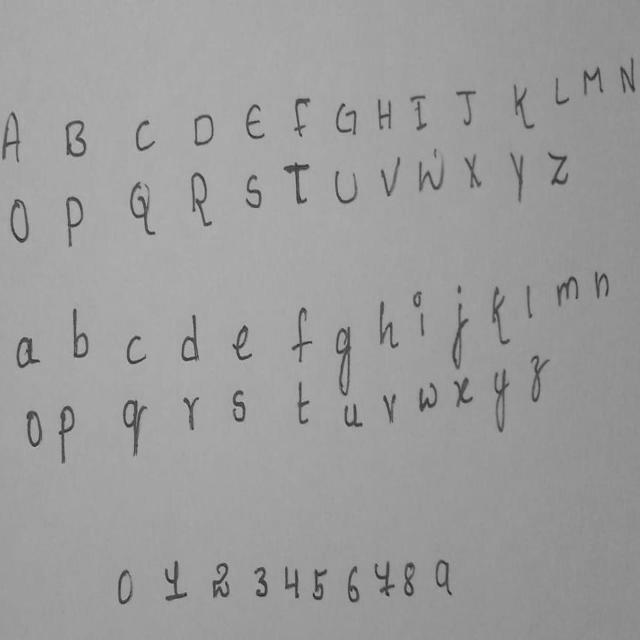 A B C D E F G H I J K L M N
O P Q R S T U V W X Y Z
a b c d e f g h i j k l m n
o p q r s t u v w x y z
0 1 2 3 4 5 6 7 8 9